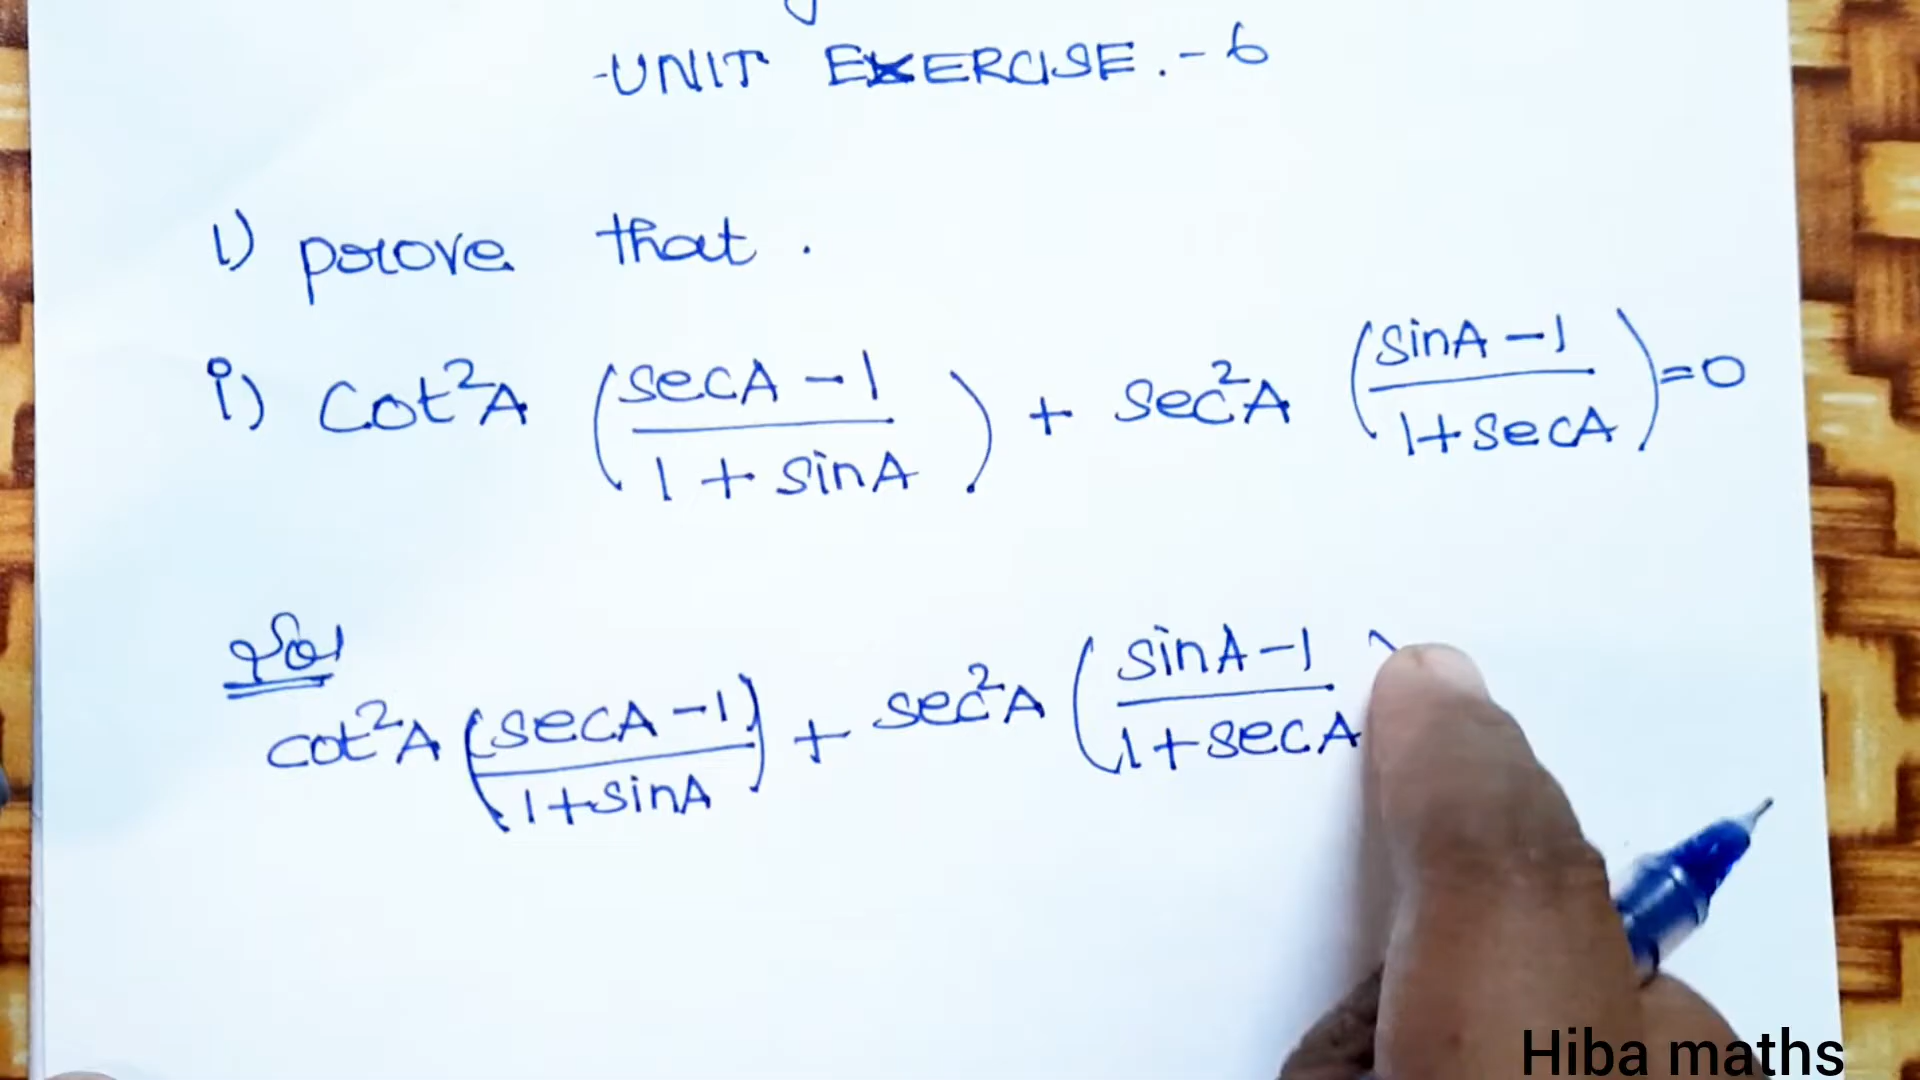 -UNIT EXERCISE.-6
1) prove that.
i) cot²A (secA-1/1+sinA) + sec²A (sinA-1/1+secA)=0
Sol
cot²A (secA-1/1+sinA) + sec²A (sinA-1/1+secA)
Hiba maths